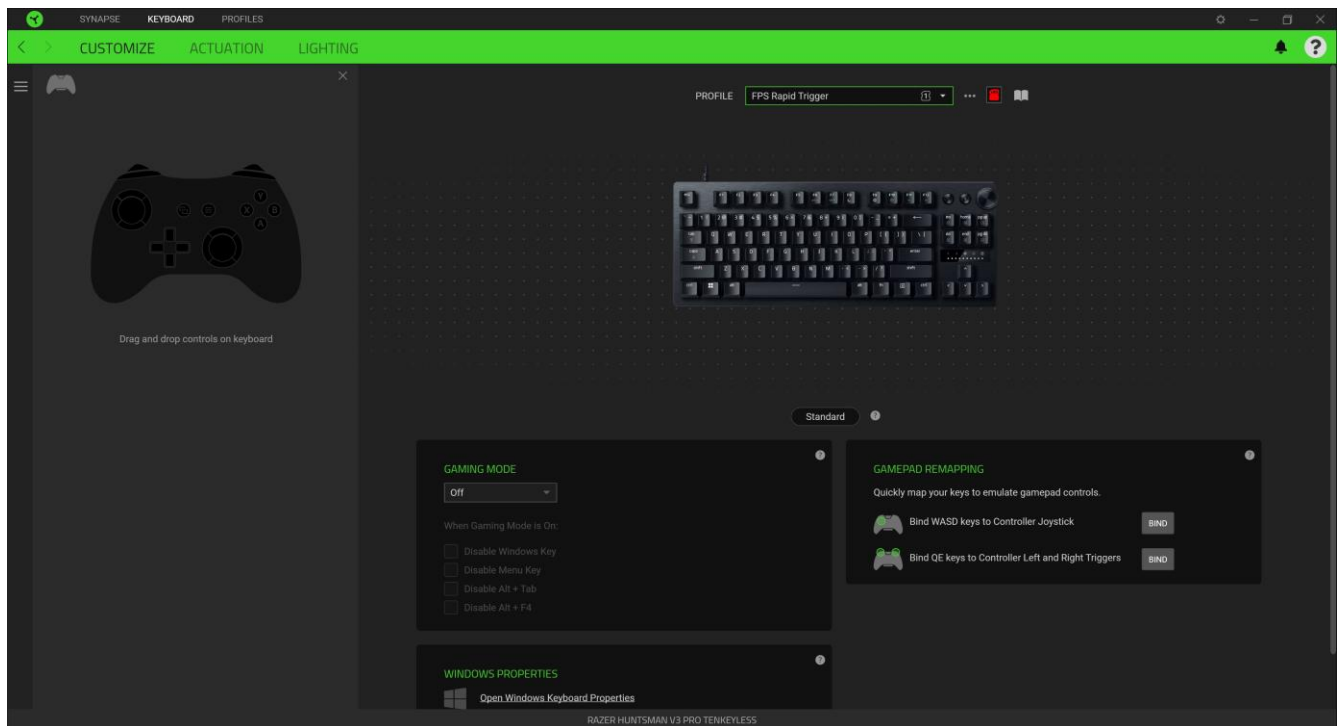 SYNAPSE KEYBOARD PROFILES
CUSTOMIZE ACTUATION LIGHTING
?
PROFILE FPS Rapid Trigger 1
Y
X B
A
Drag and drop controls on keyboard
Standard ?
GAMING MODE ?
Off
When Gaming Mode is On:
Disable Windows Key
Disable Menu Key
Disable Alt + Tab
Disable Alt + F4
GAMEPAD REMAPPING ?
Quickly map your keys to emulate gamepad controls.
Bind WASD keys to Controller Joystick BIND
Bind QE keys to Controller Left and Right Triggers BIND
WINDOWS PROPERTIES ?
Open Windows Keyboard Properties
RAZER HUNTSMAN V3 PRO TENKEYLESS